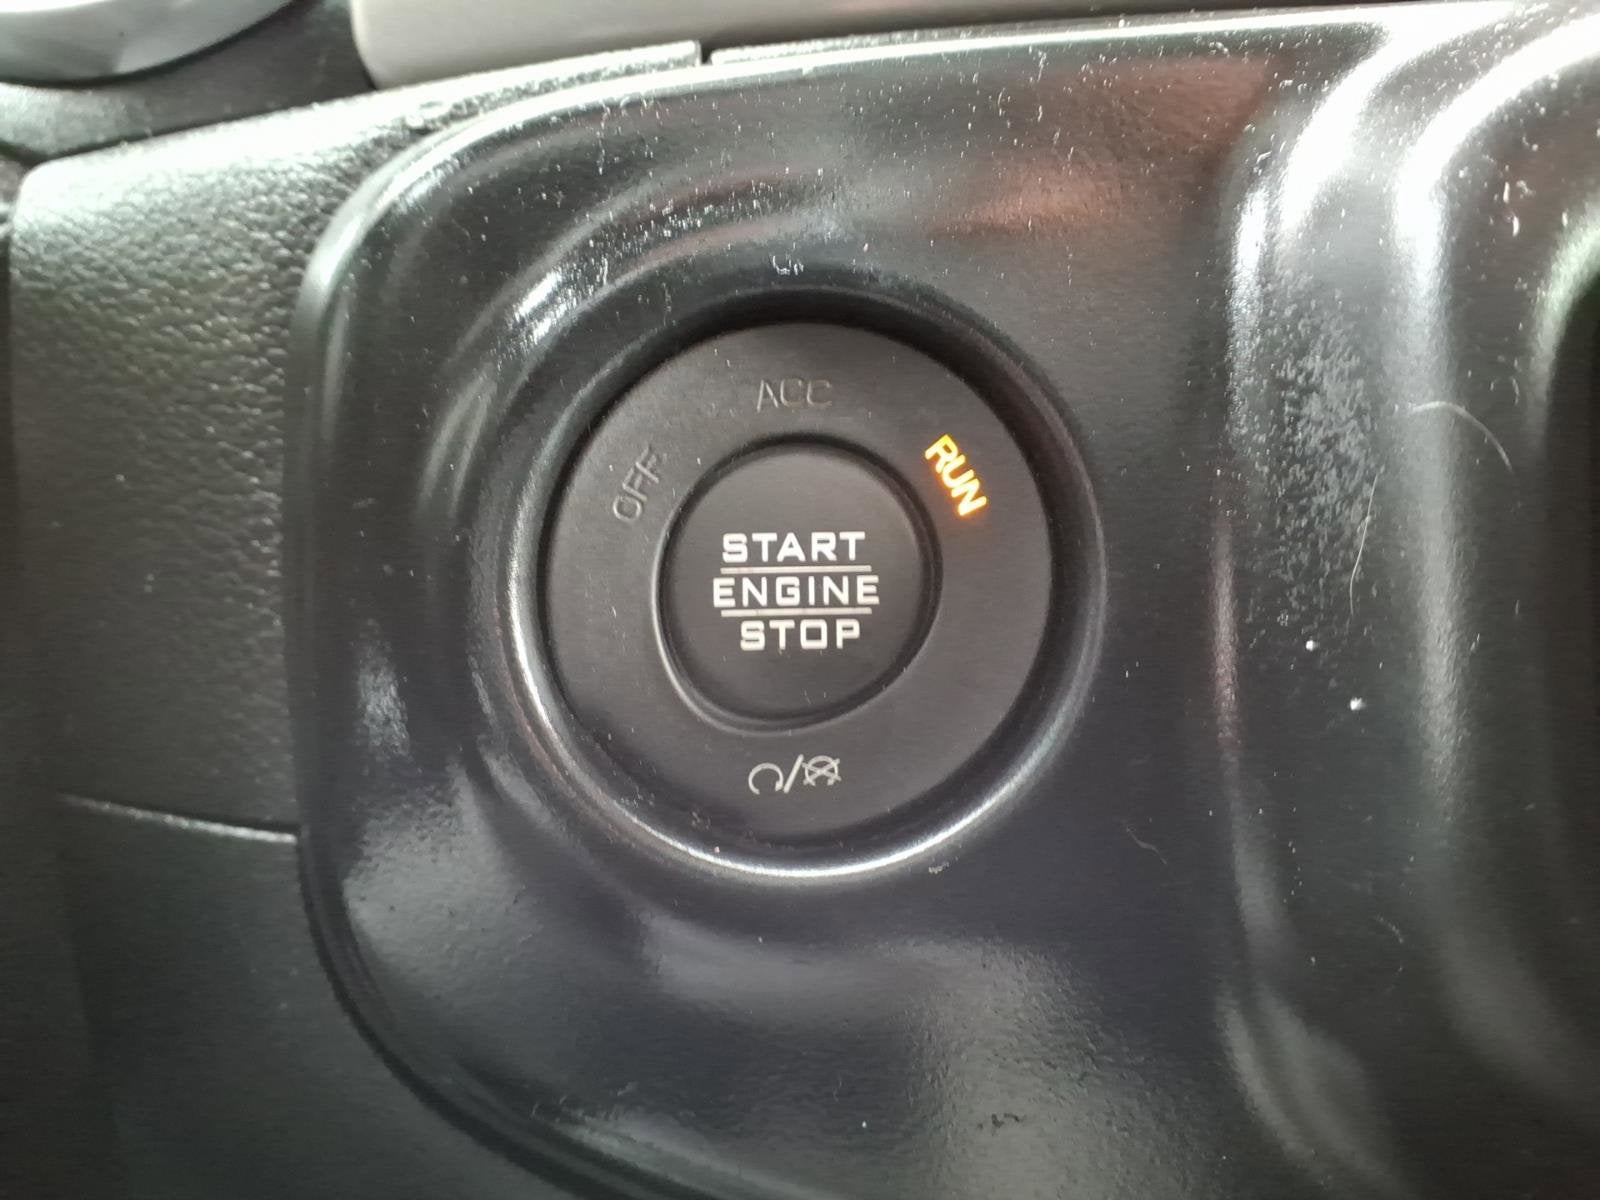 OFF
ACC
RUN
START
ENGINE
STOP